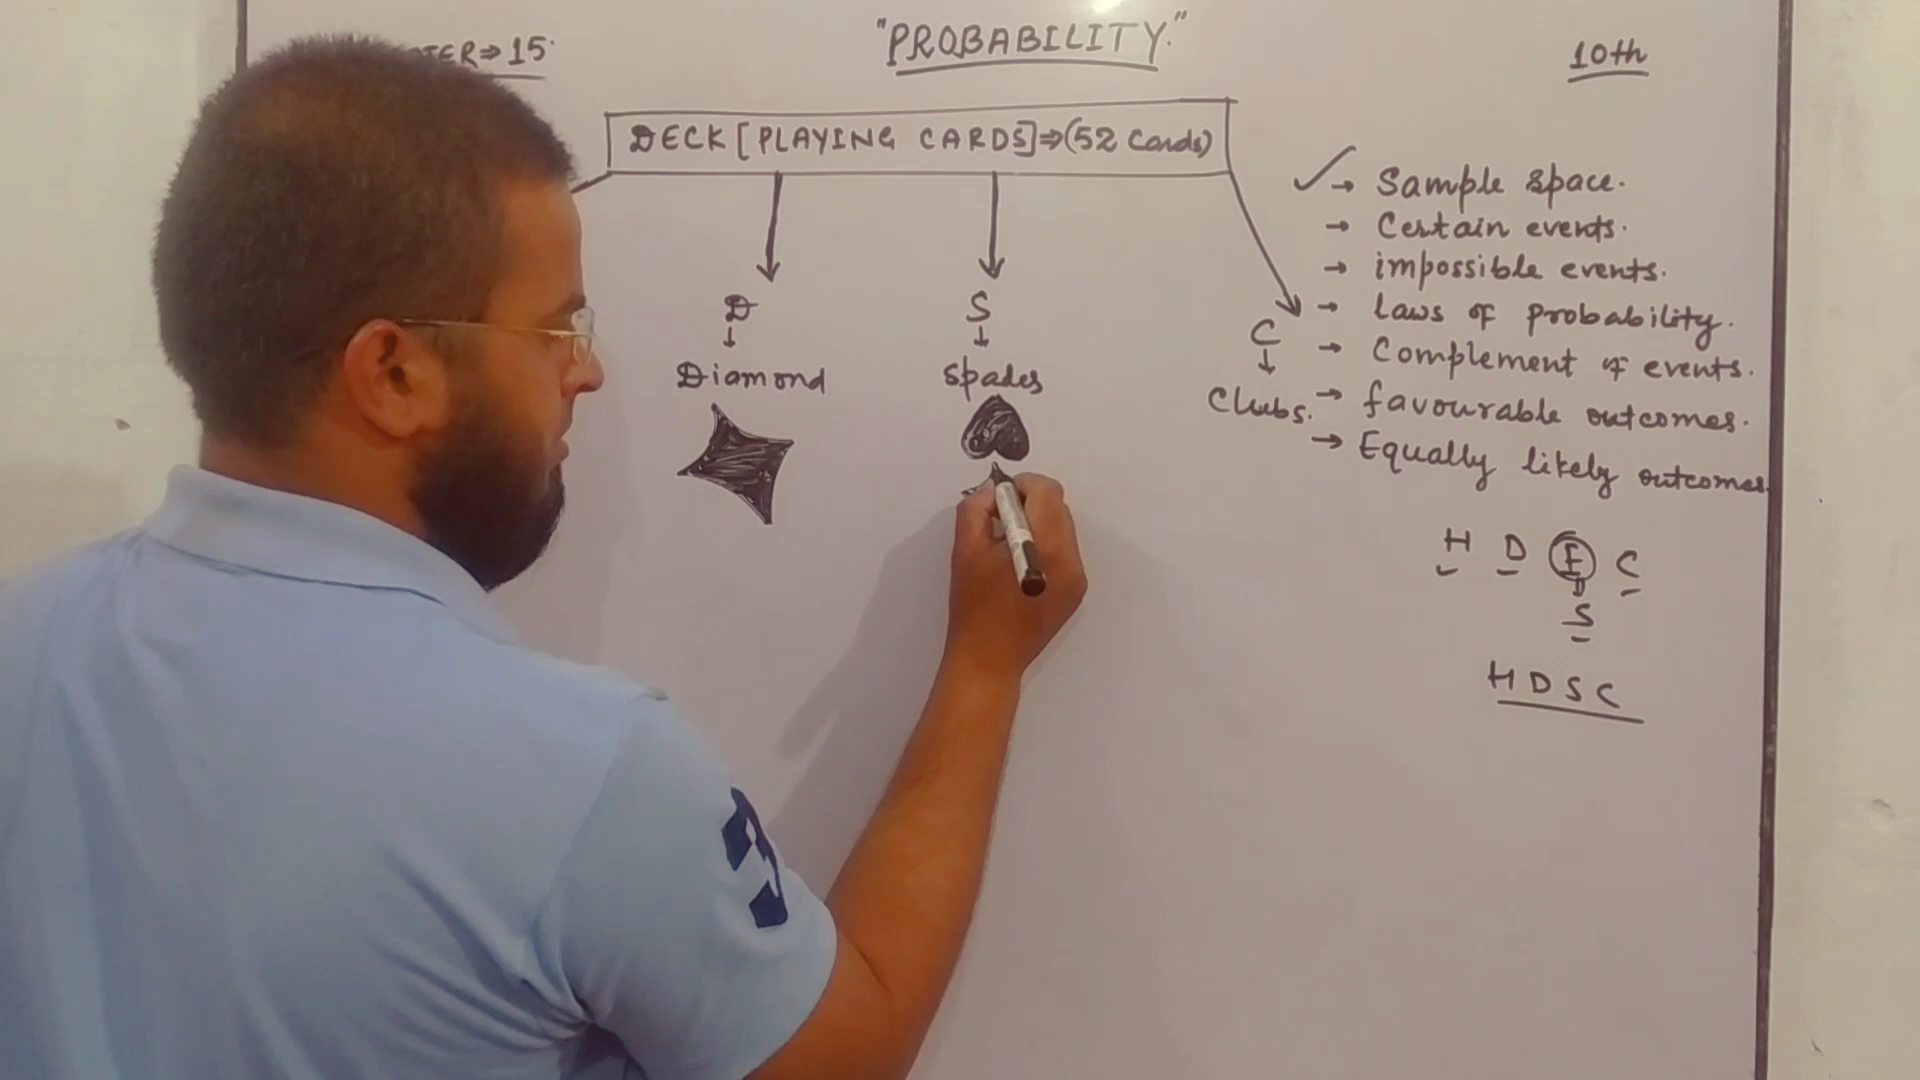 "PROBABILITY."
TER⇒15
10th
DECK [PLAYING CARDS]⇒(52 Cards)
D
↓
Diamond
S
↓
Spades
C
↓
Clubs.
✓→ Sample space.
→ Certain events.
→ impossible events.
→ laws of probability.
→ Complement of events.
→ favourable outcomes.
→ Equally likely outcomes
H D I C
S
HDSC